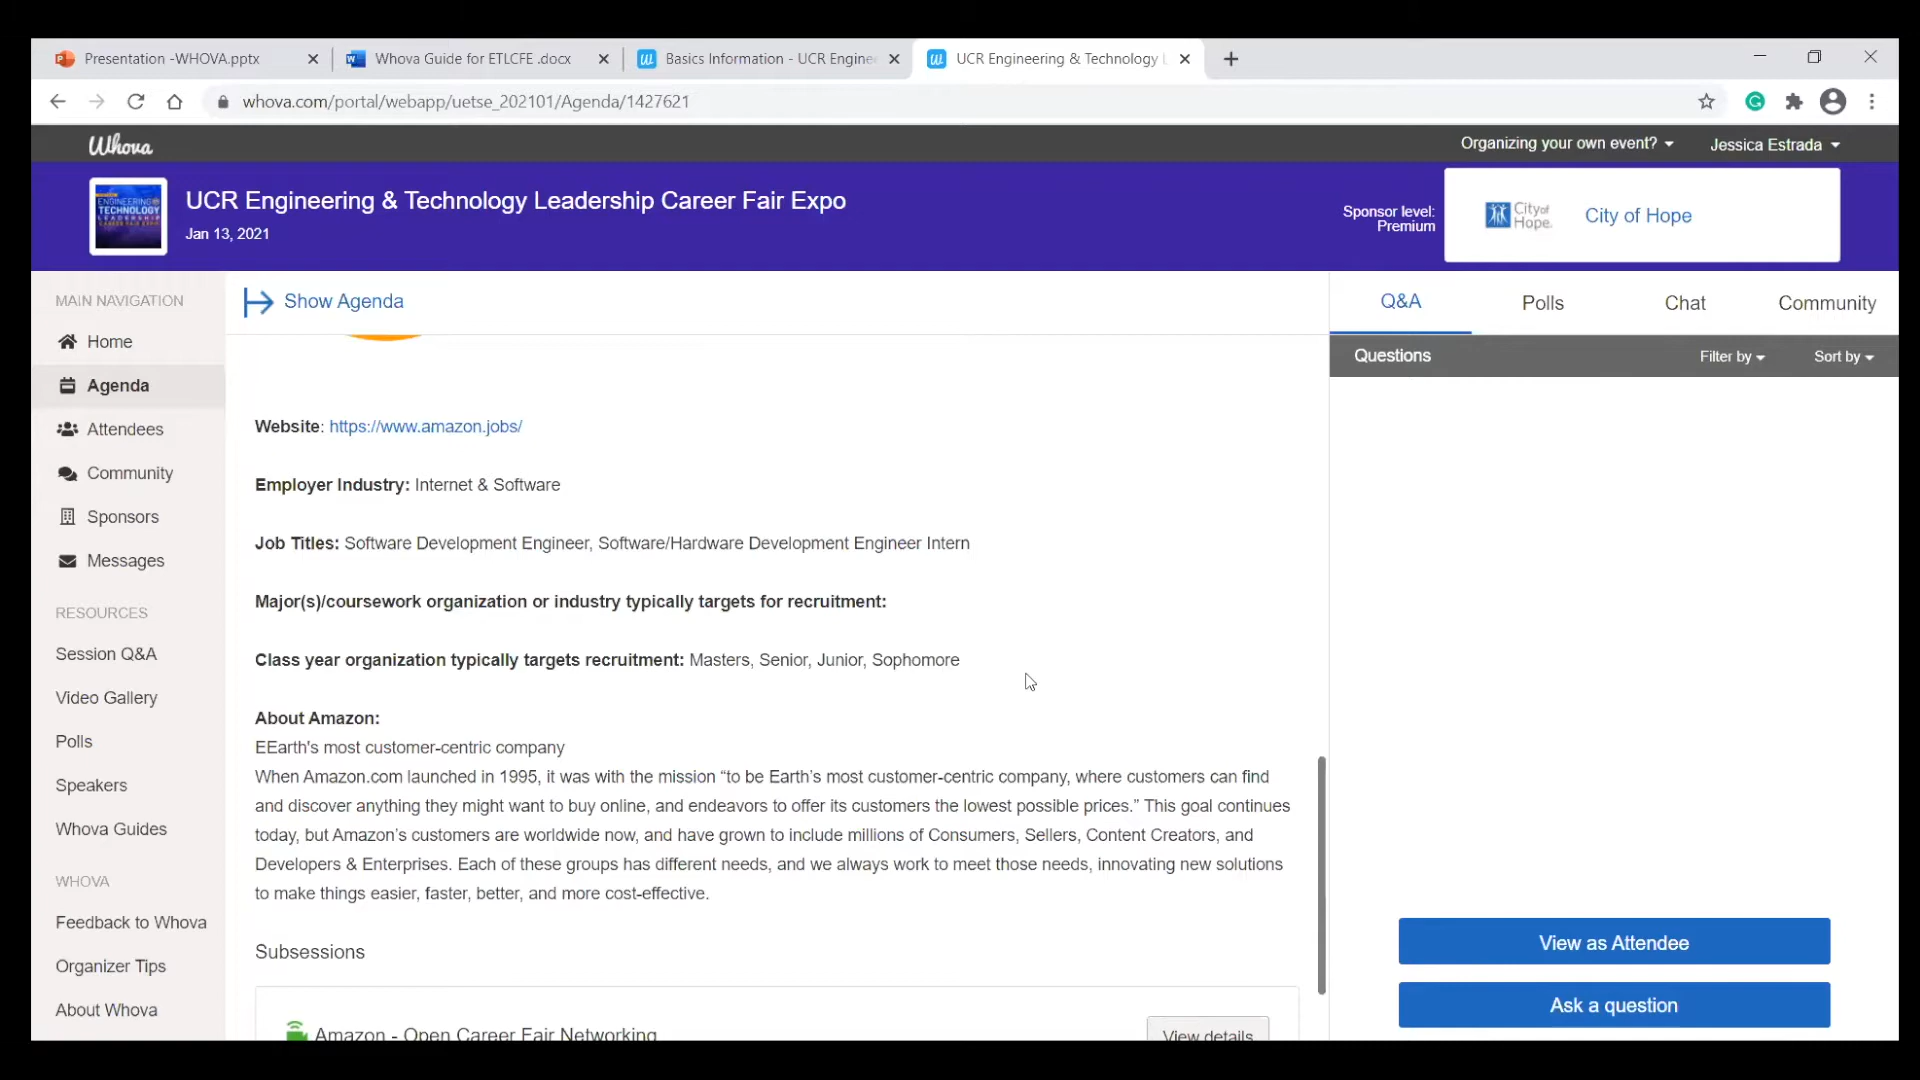 Presentation -WHOVA.pptx
Whova Guide for ETLCFE .docx
Basics Information - UCR Engine
UCR Engineering & Technology L
whova.com/portal/webapp/uetse_202101/Agenda/1427621
Whova
Organizing your own event?
Jessica Estrada
ENGINEERING
TECHNOLOGY
LEADERSHIP
UCR Engineering & Technology Leadership Career Fair Expo
Jan 13, 2021
Sponsor level:
Premium
City of
Hope.
City of Hope
MAIN NAVIGATION
Home
Agenda
Attendees
Community
Sponsors
Messages
RESOURCES
Session Q&A
Video Gallery
Polls
Speakers
Whova Guides
WHOVA
Feedback to Whova
Organizer Tips
About Whova
Show Agenda
Website: https://www.amazon.jobs/
Employer Industry: Internet & Software
Job Titles: Software Development Engineer, Software/Hardware Development Engineer Intern
Major(s)/coursework organization or industry typically targets for recruitment:
Class year organization typically targets recruitment: Masters, Senior, Junior, Sophomore
About Amazon:
EEarth's most customer-centric company
When Amazon.com launched in 1995, it was with the mission “to be Earth’s most customer-centric company, where customers can find
and discover anything they might want to buy online, and endeavors to offer its customers the lowest possible prices.” This goal continues
today, but Amazon’s customers are worldwide now, and have grown to include millions of Consumers, Sellers, Content Creators, and
Developers & Enterprises. Each of these groups has different needs, and we always work to meet those needs, innovating new solutions
to make things easier, faster, better, and more cost-effective.
Subsessions
Amazon - Open Career Fair Networking
View details
Q&A
Polls
Chat
Community
Questions
Filter by
Sort by
View as Attendee
Ask a question